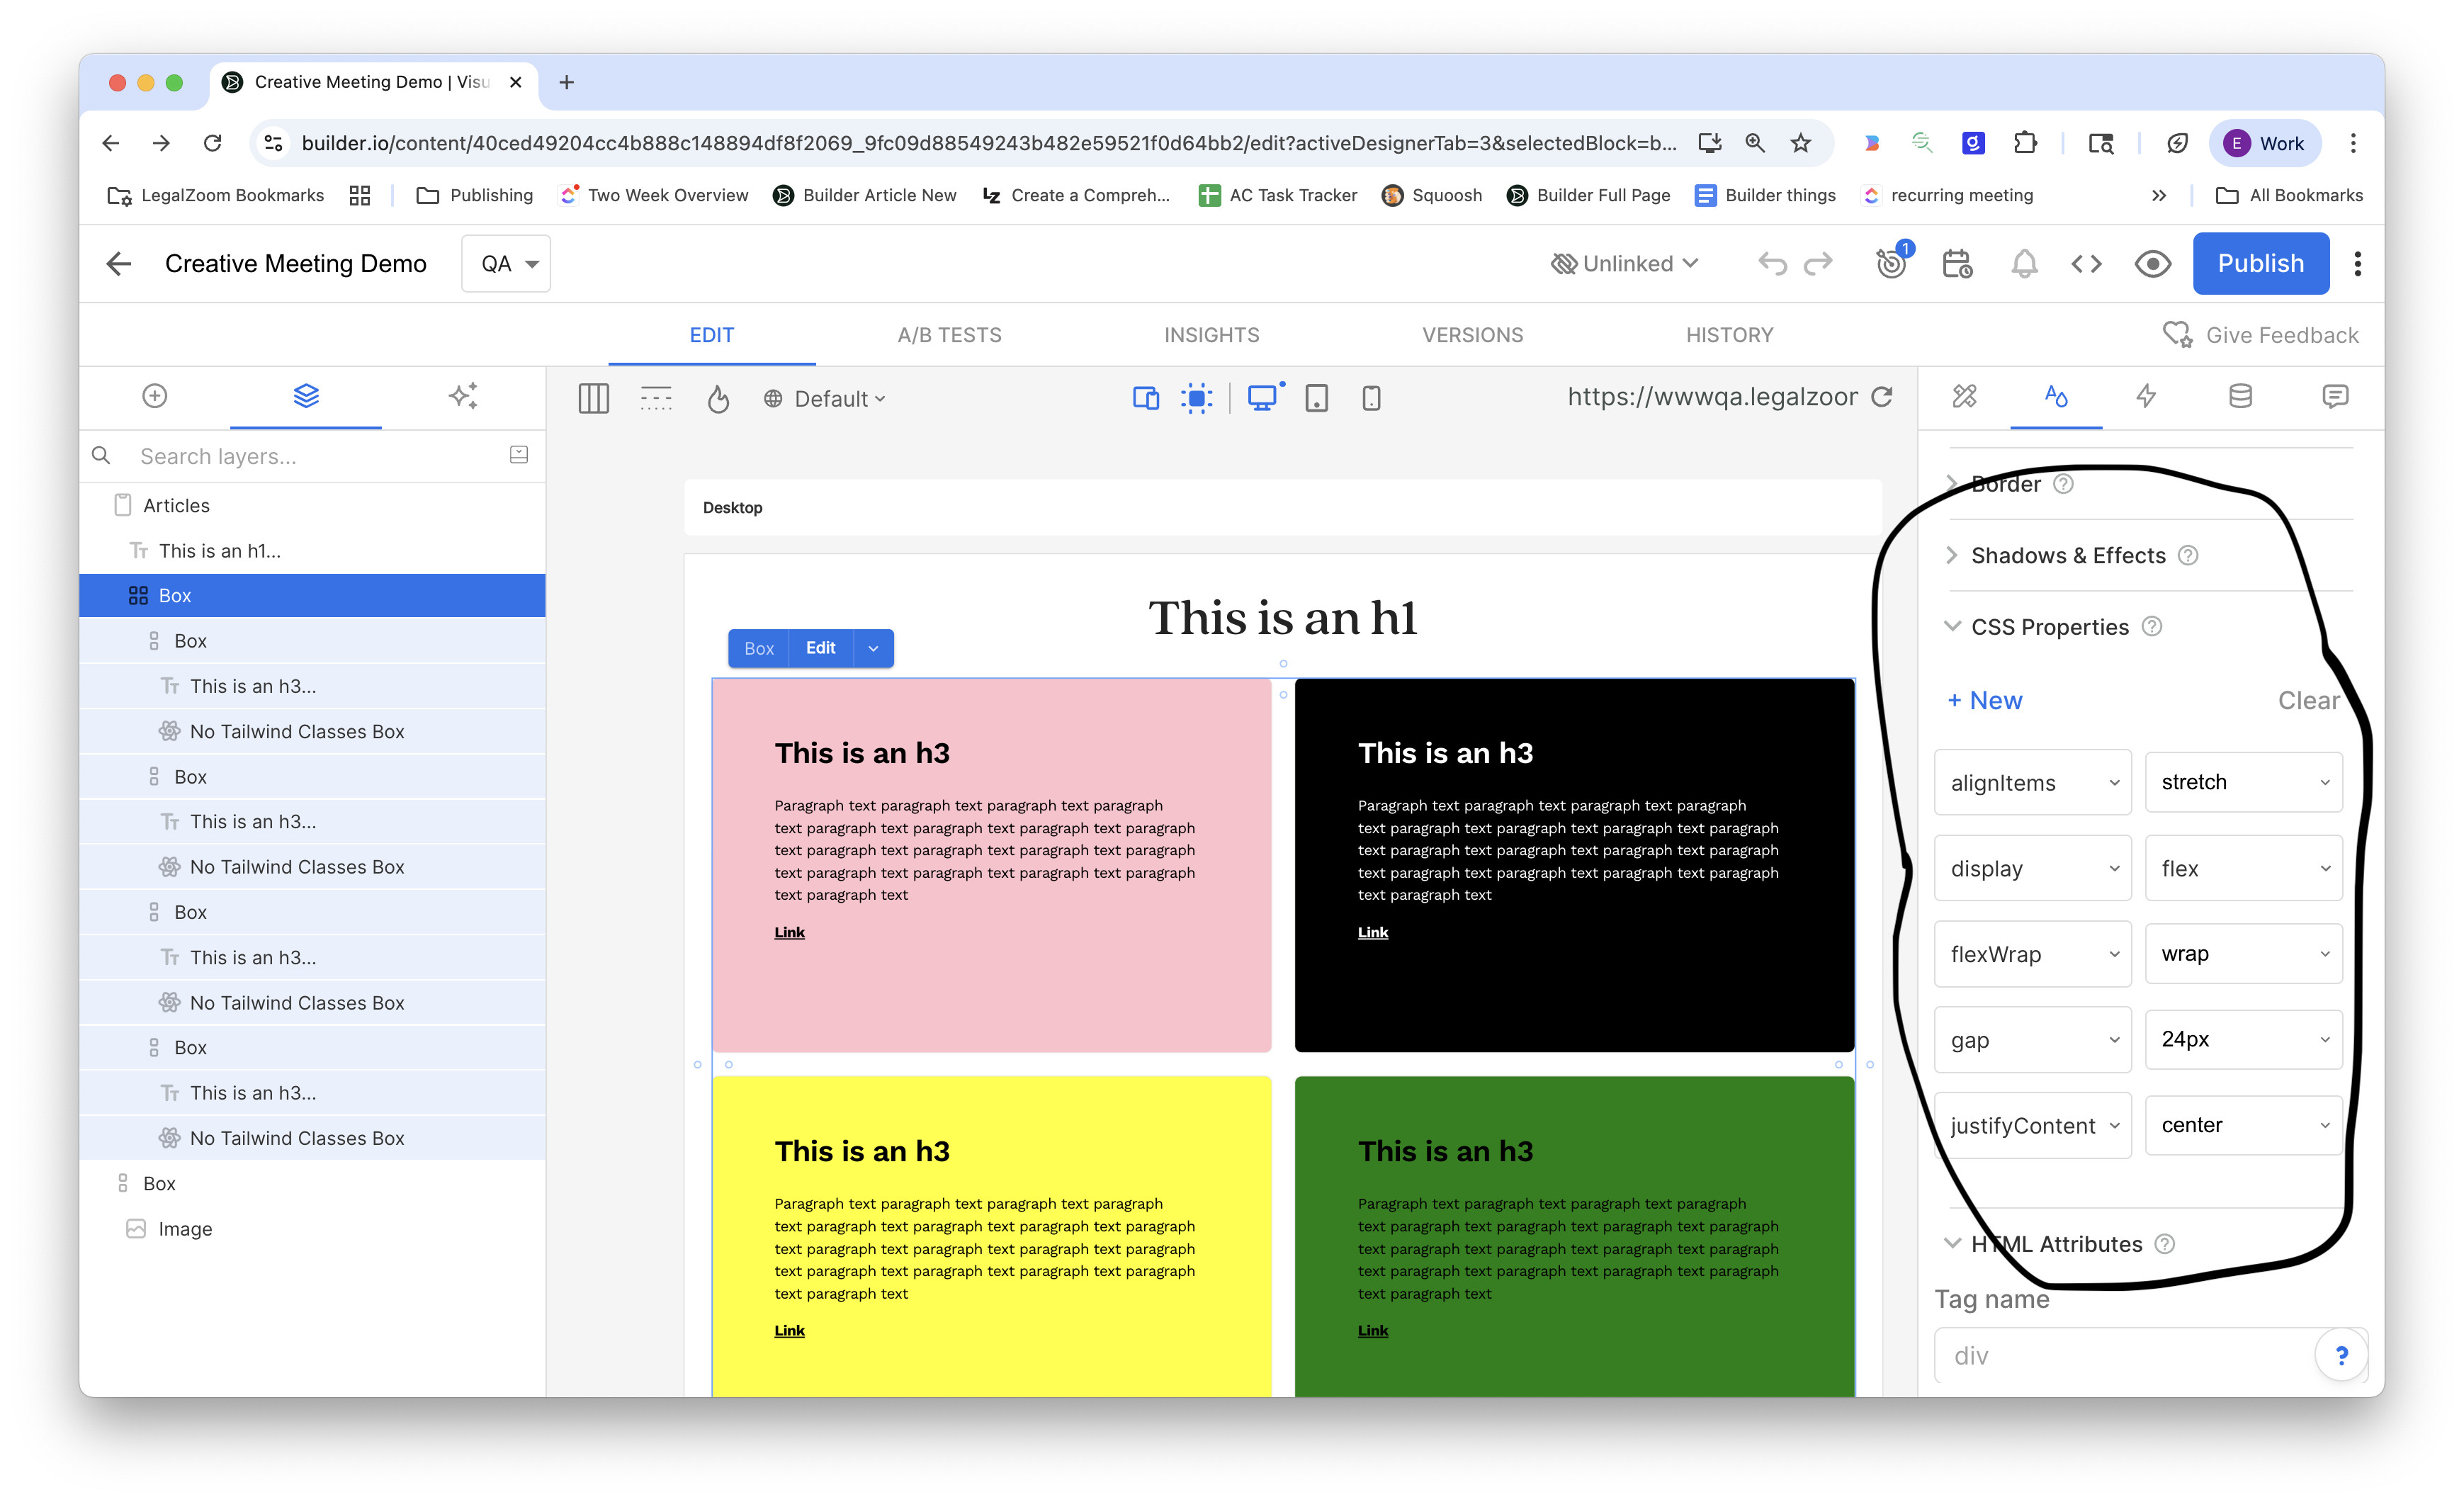 Creative Meeting Demo | Visu
builder.io/content/40ced49204cc4b888c148894df8f2069_9fc09d88549243b482e59521f0d64bb2/edit?activeDesignerTab=3&selectedBlock=b...
E Work
LegalZoom Bookmarks
Publishing
Two Week Overview
Builder Article New
Lz Create a Compreh...
AC Task Tracker
Squoosh
Builder Full Page
Builder things
recurring meeting
All Bookmarks
Creative Meeting Demo
QA
Unlinked
1
Publish
EDIT
A/B TESTS
INSIGHTS
VERSIONS
HISTORY
Give Feedback
Search layers...
Articles
This is an h1...
Box
Box
This is an h3...
No Tailwind Classes Box
Box
This is an h3...
No Tailwind Classes Box
Box
This is an h3...
No Tailwind Classes Box
Box
This is an h3...
No Tailwind Classes Box
Box
Image
Default
https://wwwqa.legalzoor
Desktop
This is an h1
Box Edit
This is an h3
Paragraph text paragraph text paragraph text paragraph
text paragraph text paragraph text paragraph text paragraph
text paragraph text paragraph text paragraph text paragraph
text paragraph text paragraph text paragraph text paragraph
text paragraph text
Link
This is an h3
Paragraph text paragraph text paragraph text paragraph
text paragraph text paragraph text paragraph text paragraph
text paragraph text paragraph text paragraph text paragraph
text paragraph text paragraph text paragraph text paragraph
text paragraph text
Link
This is an h3
Paragraph text paragraph text paragraph text paragraph
text paragraph text paragraph text paragraph text paragraph
text paragraph text paragraph text paragraph text paragraph
text paragraph text paragraph text paragraph text paragraph
text paragraph text
Link
This is an h3
Paragraph text paragraph text paragraph text paragraph
text paragraph text paragraph text paragraph text paragraph
text paragraph text paragraph text paragraph text paragraph
text paragraph text paragraph text paragraph text paragraph
text paragraph text
Link
Border
Shadows & Effects
CSS Properties
+ New
Clear
alignItems stretch
display flex
flexWrap wrap
gap 24px
justifyContent center
HTML Attributes
Tag name
div
?